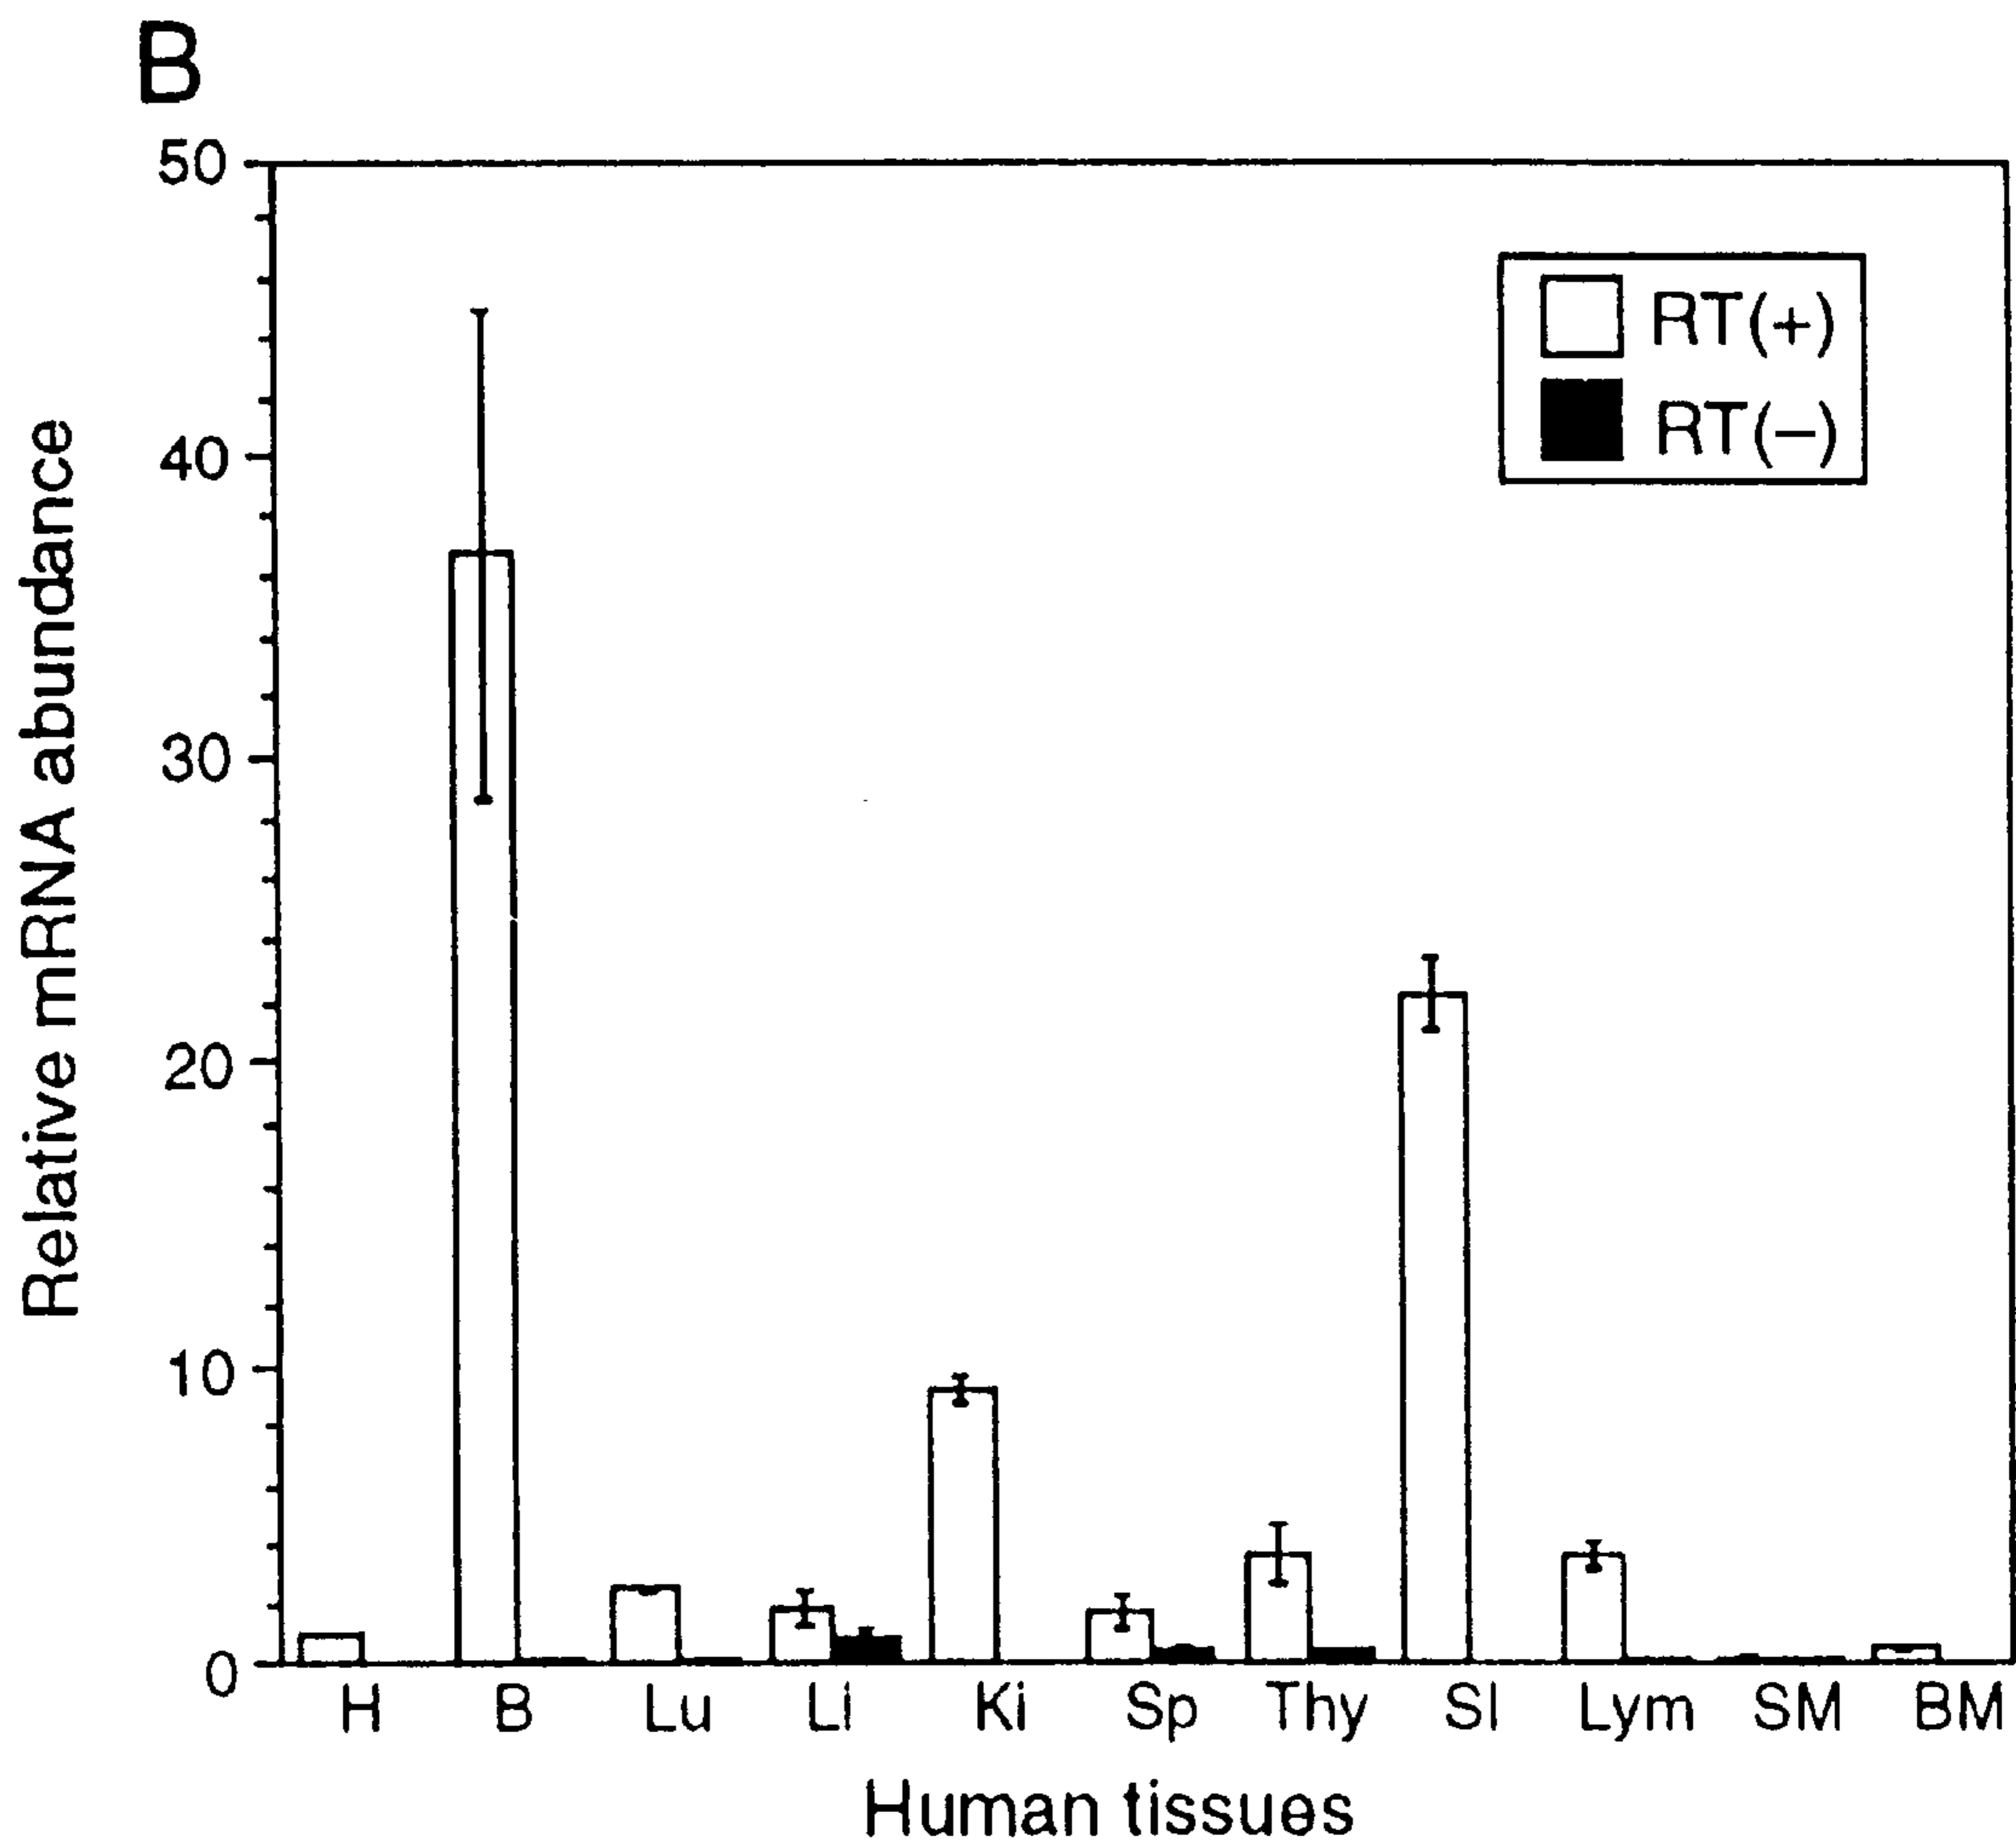 B
50
40
30
20
10
0
Relative mRNA abundance
RT(+)
RT(−)
H B Lu Li Ki Sp Thy SI Lym SM BM
Human tissues